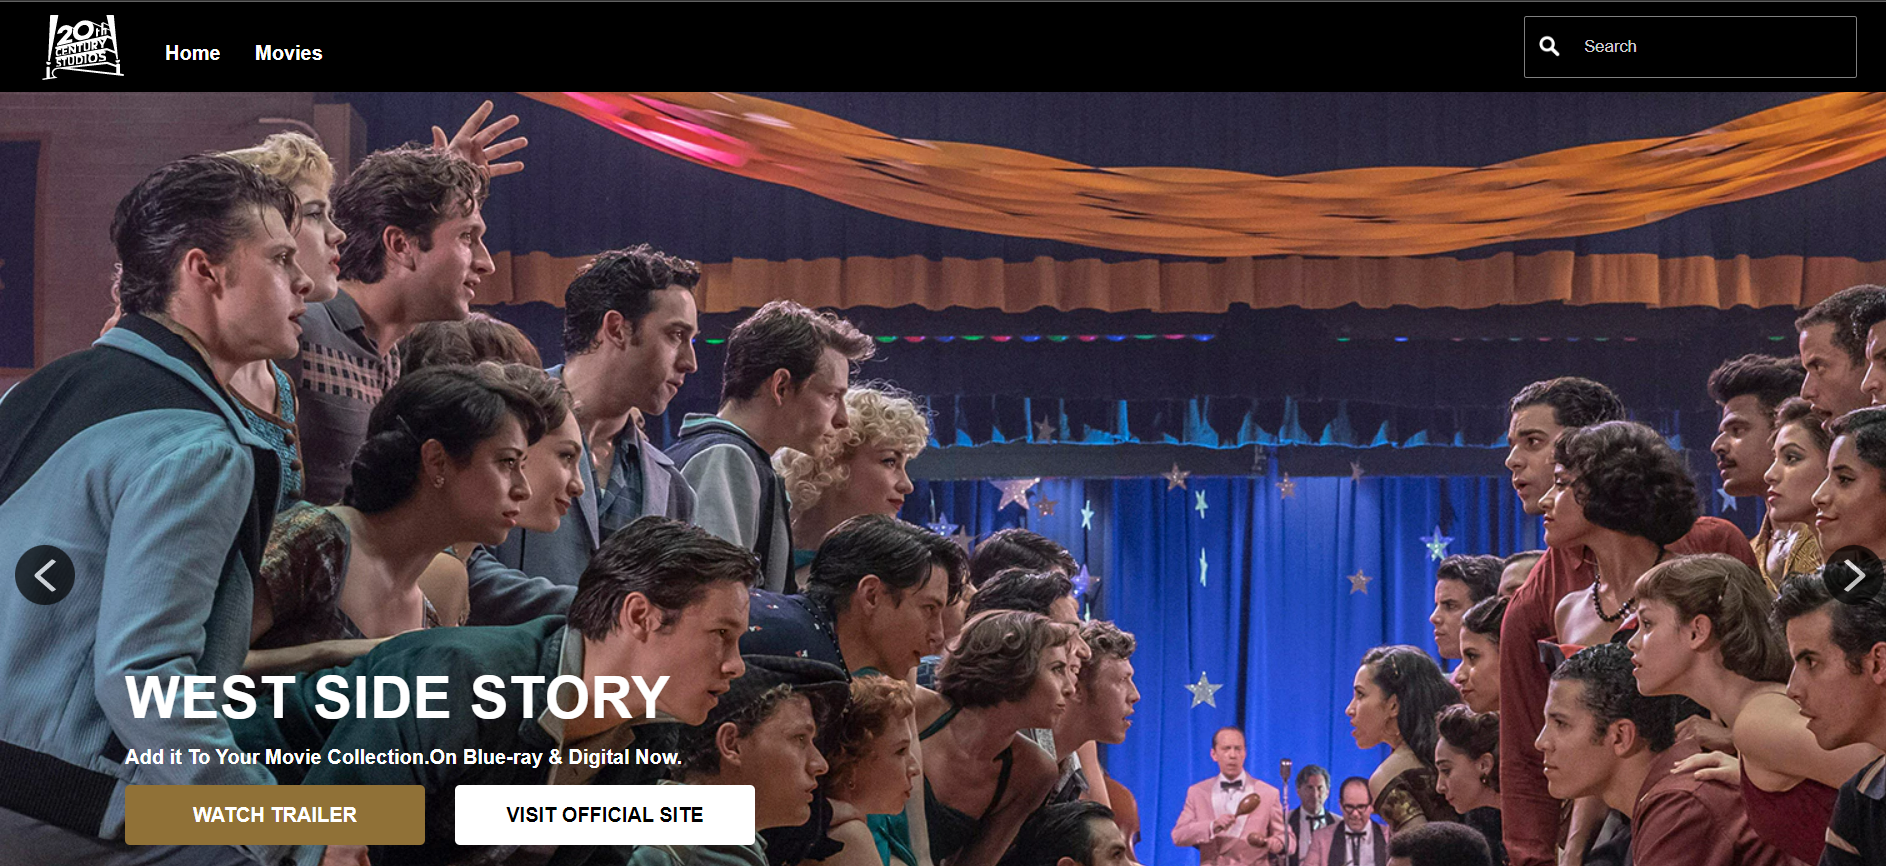 20th
CENTURY
STUDIOS
Home
Movies
Search
WEST SIDE STORY
Add it To Your Movie Collection.On Blue-ray & Digital Now.
WATCH TRAILER
VISIT OFFICIAL SITE